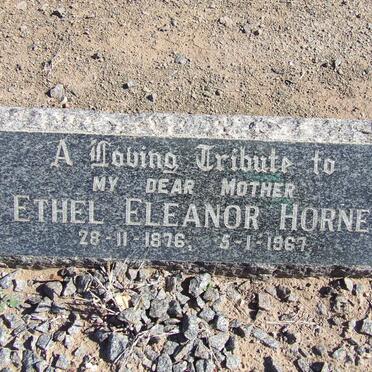 A Loving Tribute to
MY DEAR MOTHER
ETHEL ELEANOR HORNE
28-11-1876, 5-1-1967.